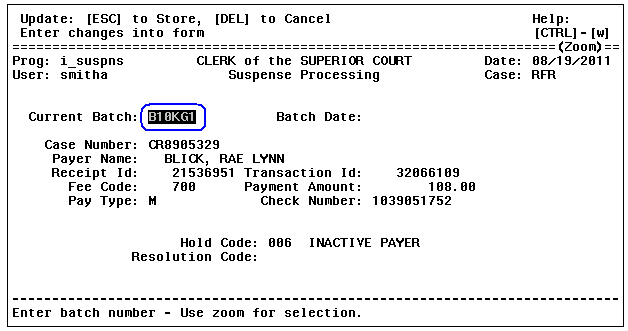 Update: [ESC] to Store, [DEL] to Cancel Help:
Enter changes into form [CTRL]-[w]
(Zoom)
Prog: i_suspns CLERK of the SUPERIOR COURT Date: 08/19/2011
User: smitha Suspense Processing Case: RFR
Current Batch: B10KG1 Batch Date:
Case Number: CR8905329
Payer Name: BLICK, RAE LYNN
Receipt Id: 21536951 Transaction Id: 32066109
Fee Code: 700 Payment Amount: 108.00
Pay Type: M Check Number: 1039051752
Hold Code: 006 INACTIVE PAYER
Resolution Code:
Enter batch number - Use zoom for selection.